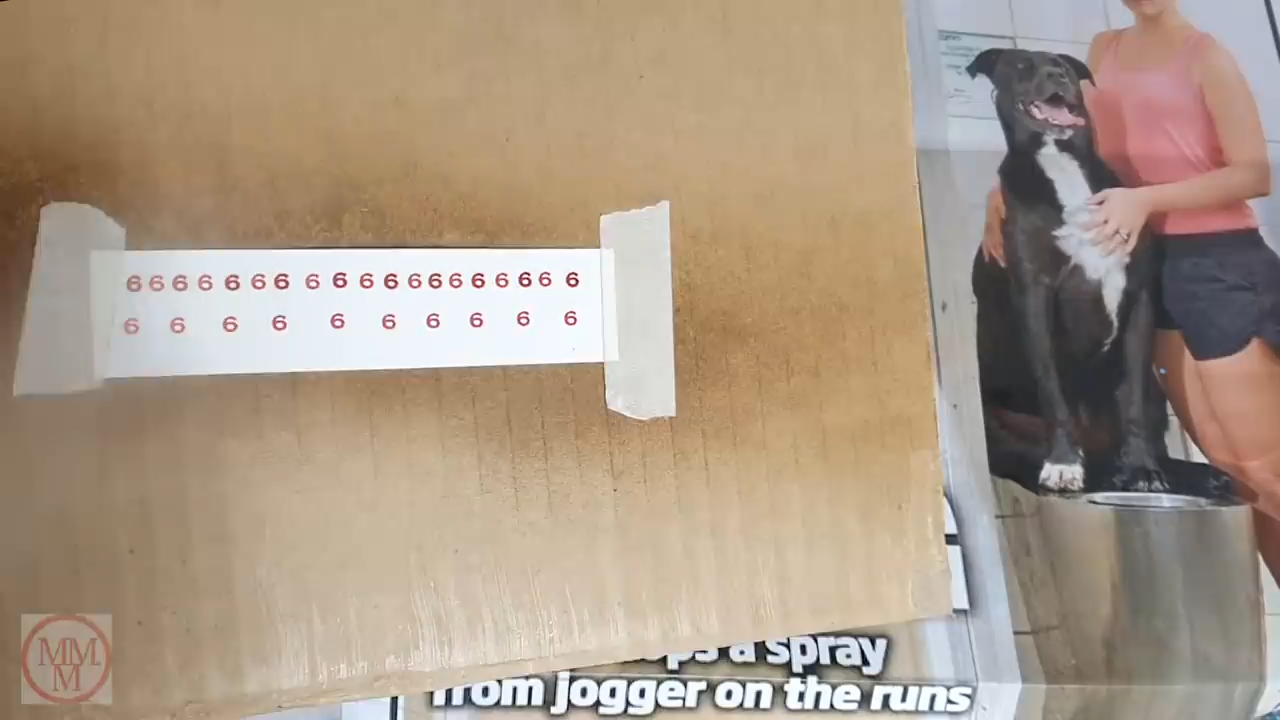 6 6 6 6 6 6 6 6 6 6 6 6 6 6 6 6 6 6 6
6 6 6 6 6 6 6 6 6 6
a spray
from jogger on the runs
MM
M